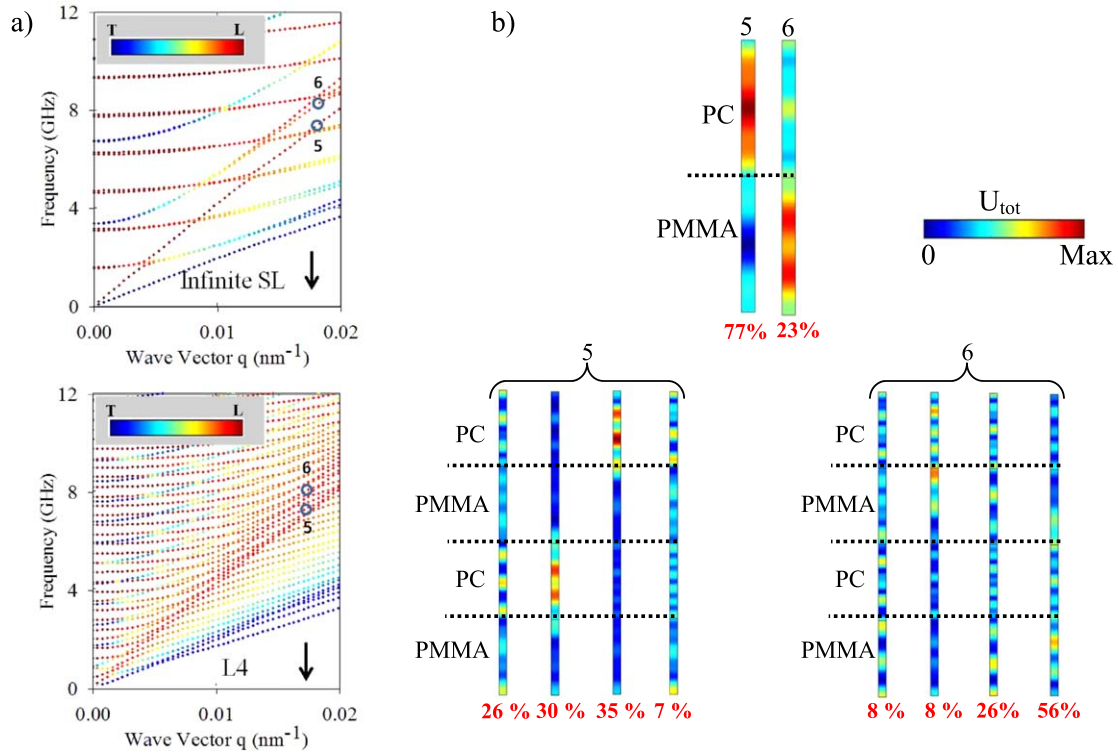 a)
T L
12
8
4
0
Frequency (GHz)
6
5
Infinite SL
0.00 0.01 0.02
Wave Vector q (nm⁻¹)
T L
12
8
4
0
Frequency (GHz)
6
5
L4
0.00 0.01 0.02
Wave Vector q (nm⁻¹)
b)
5 6
PC
PMMA
77% 23%
Utot
0 Max
5
PC
PMMA
PC
PMMA
26 % 30 % 35 % 7 %
6
PC
PMMA
PC
PMMA
8 % 8 % 26% 56%